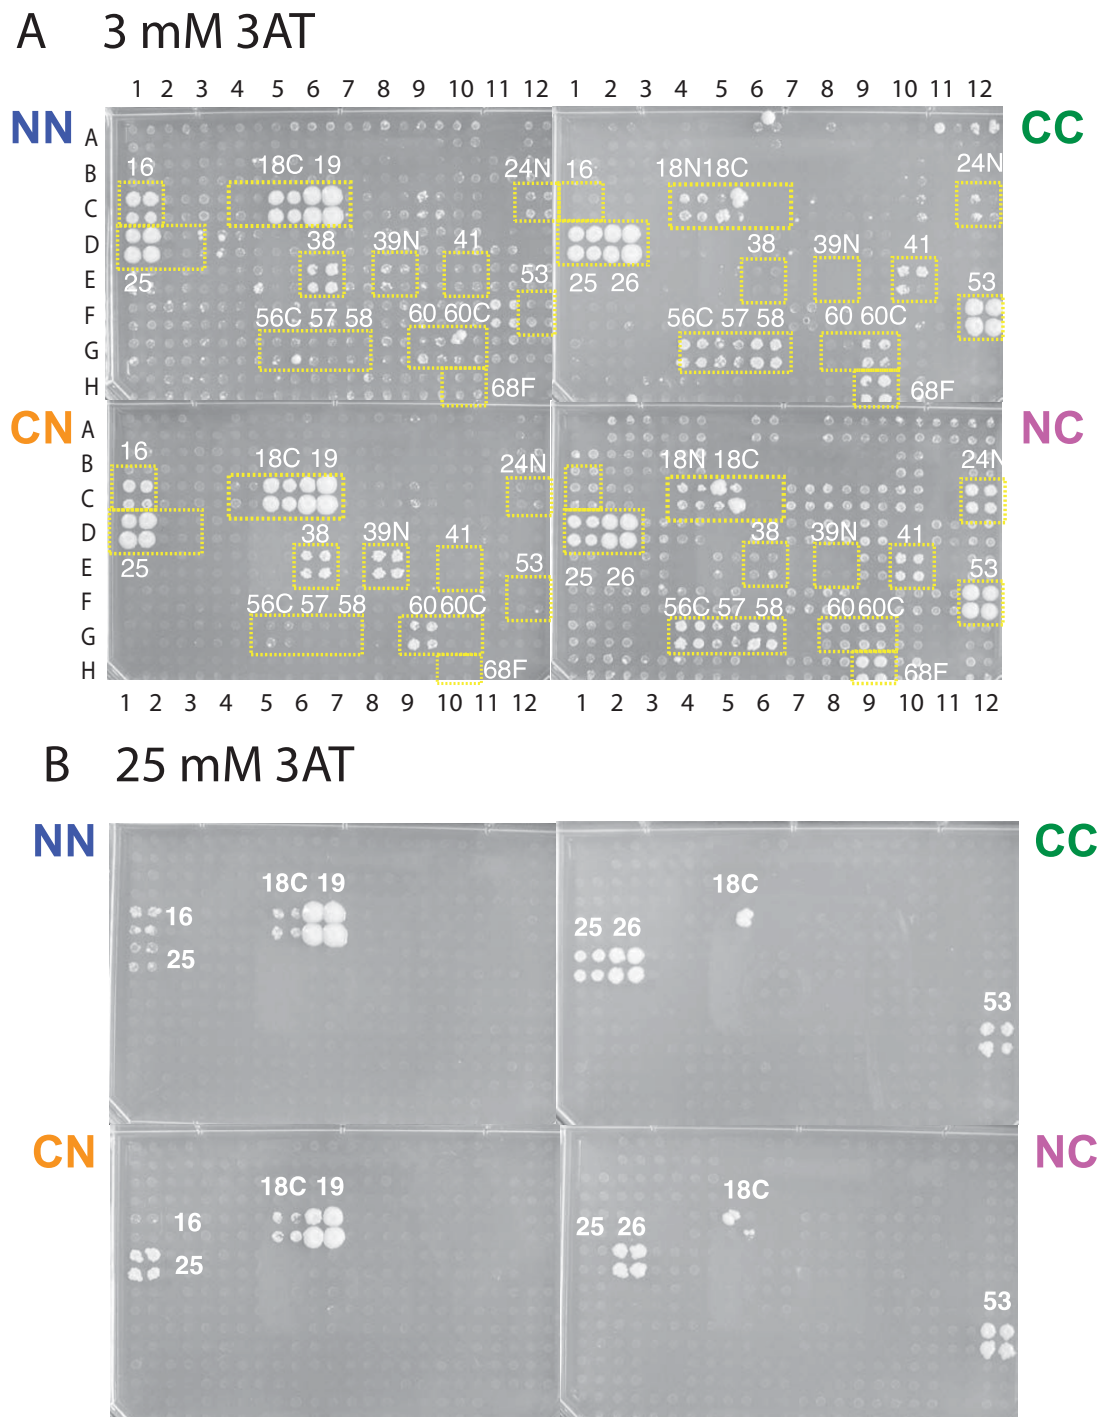 A 3 mM 3AT
1 2 3 4 5 6 7 8 9 10 11 12 1 2 3 4 5 6 7 8 9 10 11 12
NN A CC
B 16 18C 19 24N 16 18N18C 24N
C
D 38 39N 41 38 39N 41
E 25 53 25 26 53
F 56C 57 58 60 60C 56C 57 58 60 60C
G
H 68F 68F
CN A NC
B 16 18C 19 24N 18N 18C 24N
C
D 38 39N 41 38 39N 41
E 25 53 25 26 53
F 56C 57 58 60 60C 56C 57 58 60 60C
G
H 68F 68F
1 2 3 4 5 6 7 8 9 10 11 12 1 2 3 4 5 6 7 8 9 10 11 12
B 25 mM 3AT
NN CC
18C 19 18C
16 25 26
25
53
CN NC
18C 19 18C
16 25 26
25
53